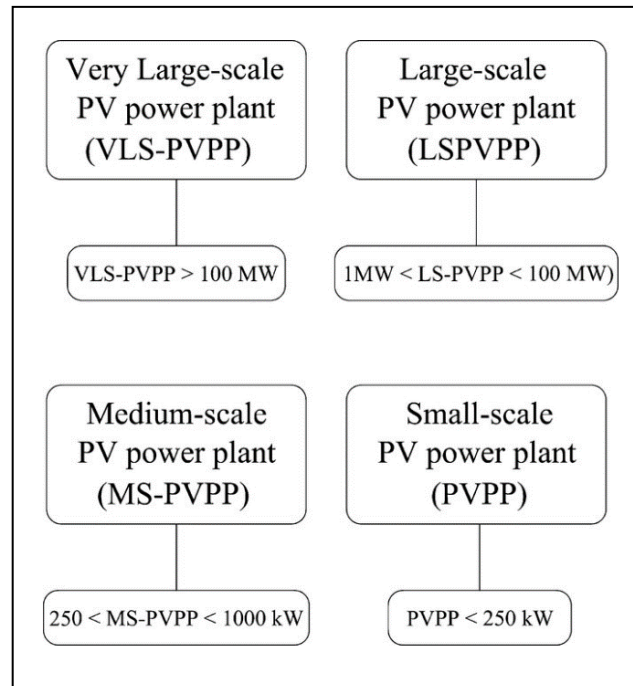 Very Large-scale
PV power plant
(VLS-PVPP)
VLS-PVPP > 100 MW
Large-scale
PV power plant
(LSPVPP)
1MW < LS-PVPP < 100 MW)
Medium-scale
PV power plant
(MS-PVPP)
250 < MS-PVPP < 1000 kW
Small-scale
PV power plant
(PVPP)
PVPP < 250 kW